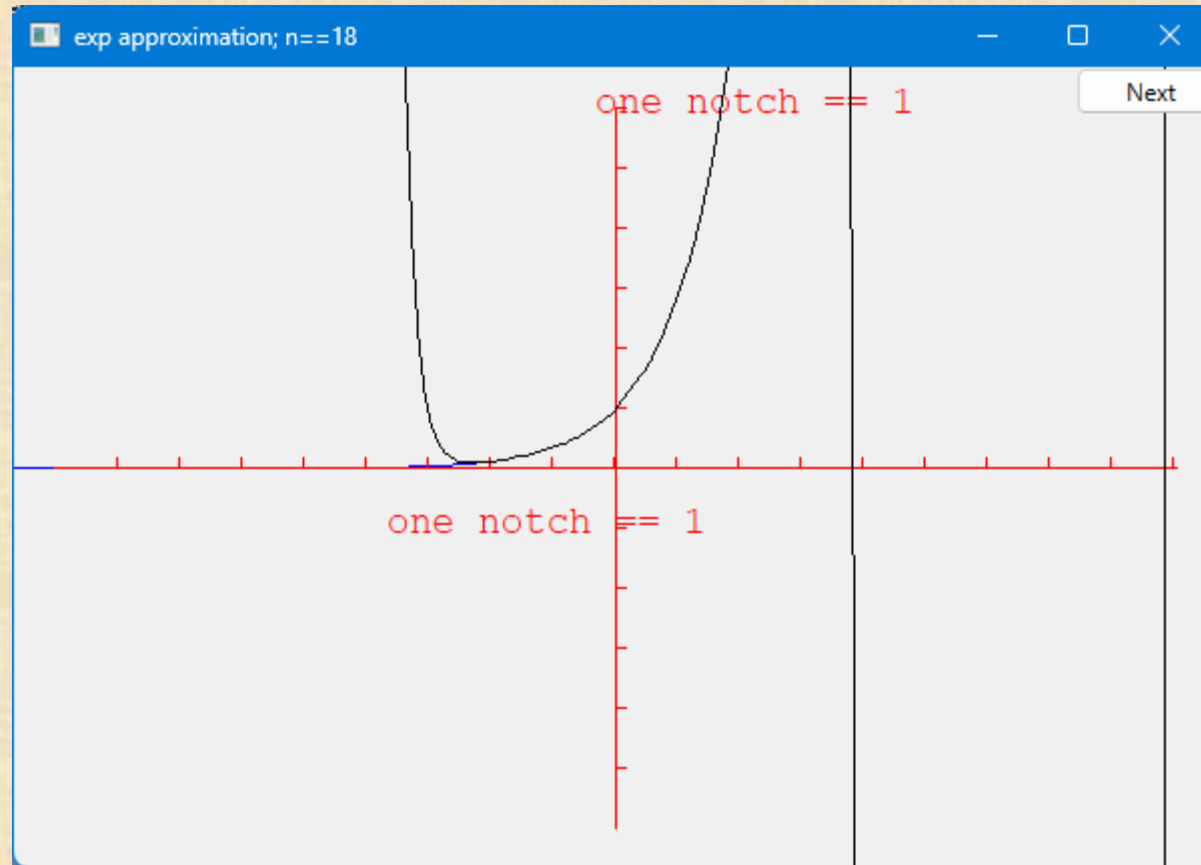 exp approximation; n==18
Next
one notch == 1
one notch == 1